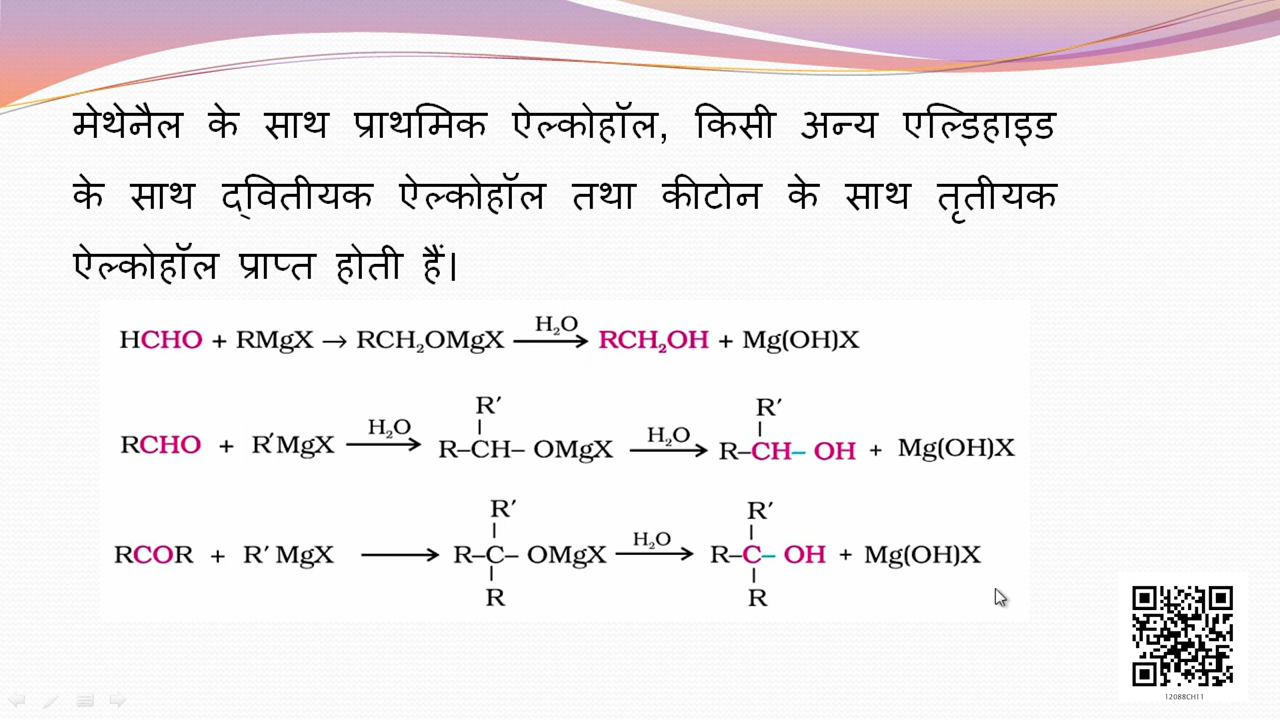 मेथेनैल के साथ प्राथमिक ऐल्कोहॉल, किसी अन्य एल्डिहाइड
के साथ द्वितीयक ऐल्कोहॉल तथा कीटोन के साथ तृतीयक
ऐल्कोहॉल प्राप्त होती हैं।
HCHO + RMgX → RCH₂OMgX ⟶ H₂O RCH₂OH + Mg(OH)X
R′ R′
RCHO + R′MgX ⟶ H₂O R–CH– OMgX ⟶ H₂O R–CH– OH + Mg(OH)X
R′ R′
RCOR + R′ MgX ⟶ R–C– OMgX ⟶ H₂O R–C– OH + Mg(OH)X
R R
12088CH11